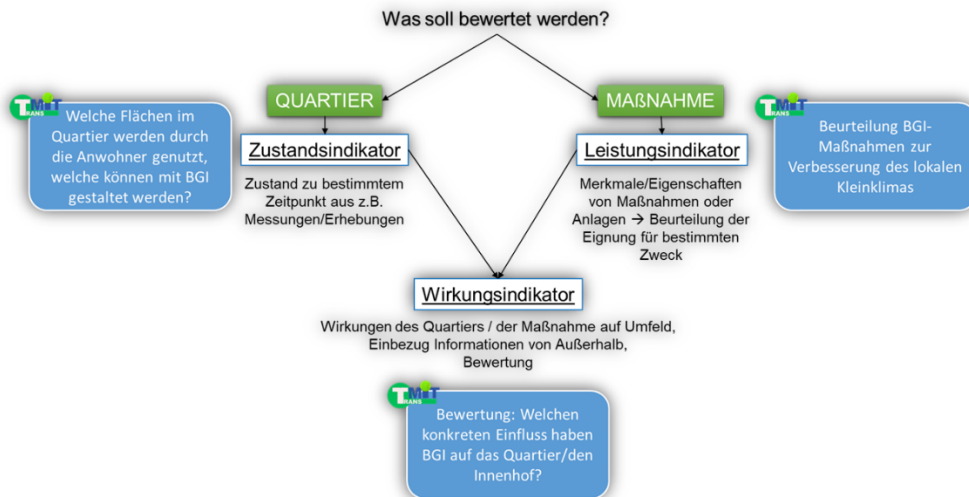 Was soll bewertet werden?
QUARTIER
MAßNAHME
TMiT
TRANS
Welche Flächen im
Quartier werden durch
die Anwohner genutzt,
welche können mit BGI
gestaltet werden?
Zustandsindikator
Zustand zu bestimmtem
Zeitpunkt aus z.B.
Messungen/Erhebungen
Leistungsindikator
Merkmale/Eigenschaften
von Maßnahmen oder
Anlagen → Beurteilung der
Eignung für bestimmten
Zweck
TMiT
TRANS
Beurteilung BGI-
Maßnahmen zur
Verbesserung des lokalen
Kleinklimas
Wirkungsindikator
Wirkungen des Quartiers / der Maßnahme auf Umfeld,
Einbezug Informationen von Außerhalb,
Bewertung
TMiT
TRANS
Bewertung: Welchen
konkreten Einfluss haben
BGI auf das Quartier/den
Innenhof?